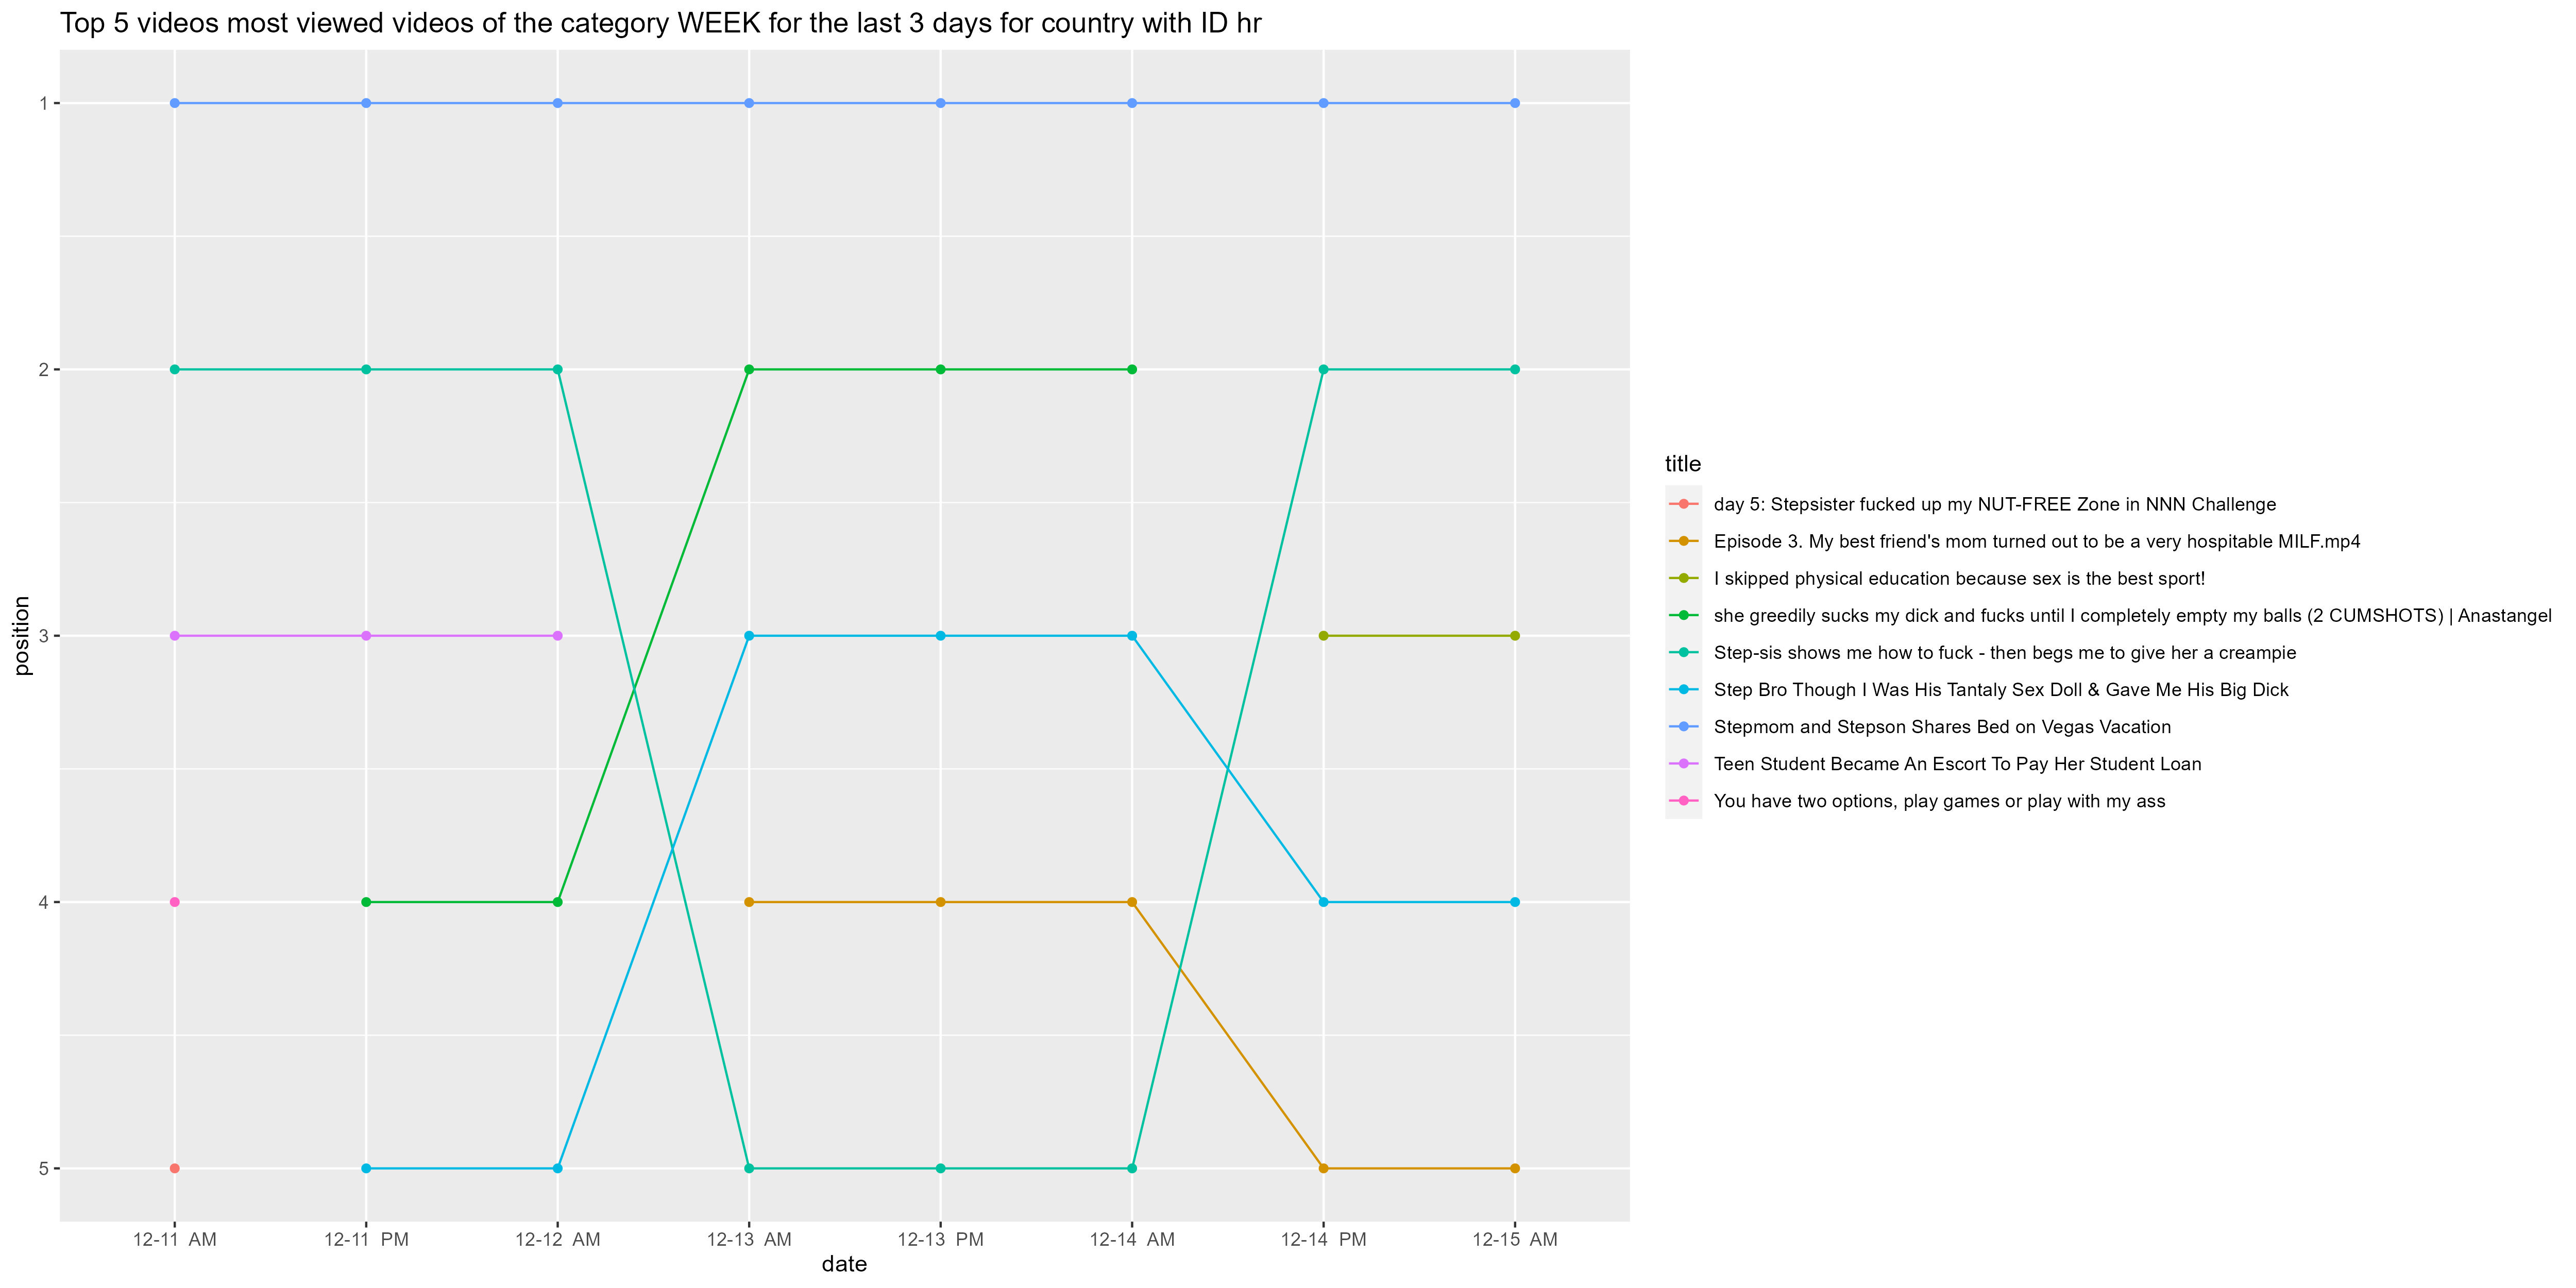 Top 5 videos most viewed videos of the category WEEK for the last 3 days for country with ID hr
position
1
2
3
4
5
12-11 AM
12-11 PM
12-12 AM
12-13 AM
12-13 PM
12-14 AM
12-14 PM
12-15 AM
date
title
day 5: Stepsister fucked up my NUT-FREE Zone in NNN Challenge
Episode 3. My best friend's mom turned out to be a very hospitable MILF.mp4
I skipped physical education because sex is the best sport!
she greedily sucks my dick and fucks until I completely empty my balls (2 CUMSHOTS) | Anastangel
Step-sis shows me how to fuck - then begs me to give her a creampie
Step Bro Though I Was His Tantaly Sex Doll & Gave Me His Big Dick
Stepmom and Stepson Shares Bed on Vegas Vacation
Teen Student Became An Escort To Pay Her Student Loan
You have two options, play games or play with my ass